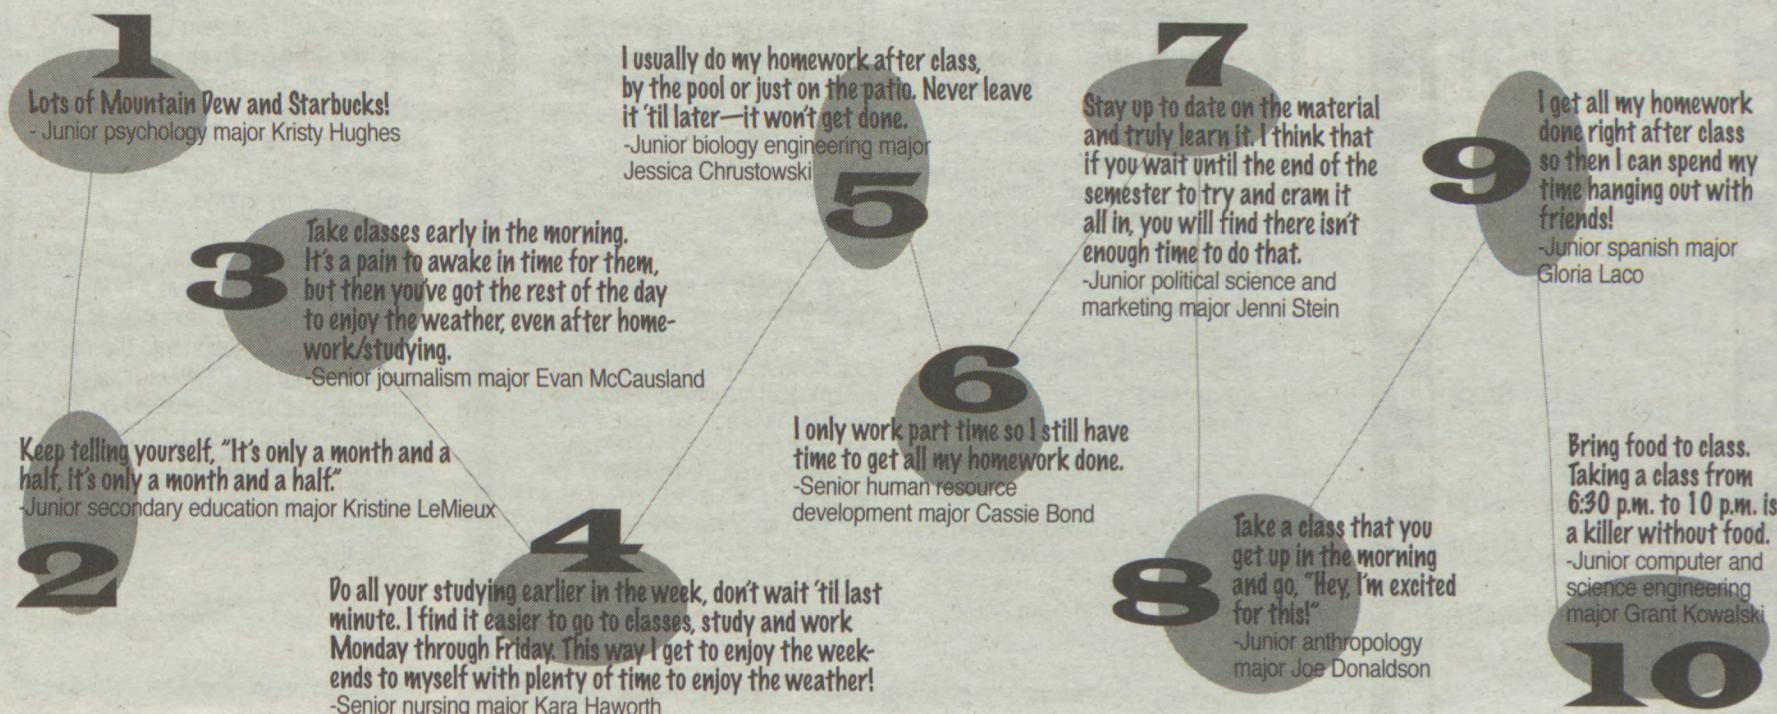 1
Lots of Mountain Dew and Starbucks!
- Junior psychology major Kristy Hughes
2
Keep telling yourself, "It's only a month and a
half, it's only a month and a half."
-Junior secondary education major Kristine LeMieux
3
Take classes early in the morning.
It's a pain to awake in time for them,
but then you've got the rest of the day
to enjoy the weather, even after home-
work/studying.
-Senior journalism major Evan McCausland
4
Do all your studying earlier in the week, don't wait 'til last
minute. I find it easier to go to classes, study and work
Monday through Friday. This way I get to enjoy the week-
ends to myself with plenty of time to enjoy the weather!
-Senior nursing major Kara Haworth
5
I usually do my homework after class,
by the pool or just on the patio. Never leave
it 'til later—it won't get done.
-Junior biology engineering major
Jessica Chrustowski
6
I only work part time so I still have
time to get all my homework done.
-Senior human resource
development major Cassie Bond
7
Stay up to date on the material
and truly learn it. I think that
if you wait until the end of the
semester to try and cram it
all in, you will find there isn't
enough time to do that.
-Junior political science and
marketing major Jenni Stein
8
Take a class that you
get up in the morning
and go, "Hey, I'm excited
for this!"
-Junior anthropology
major Joe Donaldson
9
I get all my homework
done right after class
so then I can spend my
time hanging out with
friends!
-Junior spanish major
Gloria Laco
10
Bring food to class.
Taking a class from
6:30 p.m. to 10 p.m. is
a killer without food.
-Junior computer and
science engineering
major Grant Kowalski